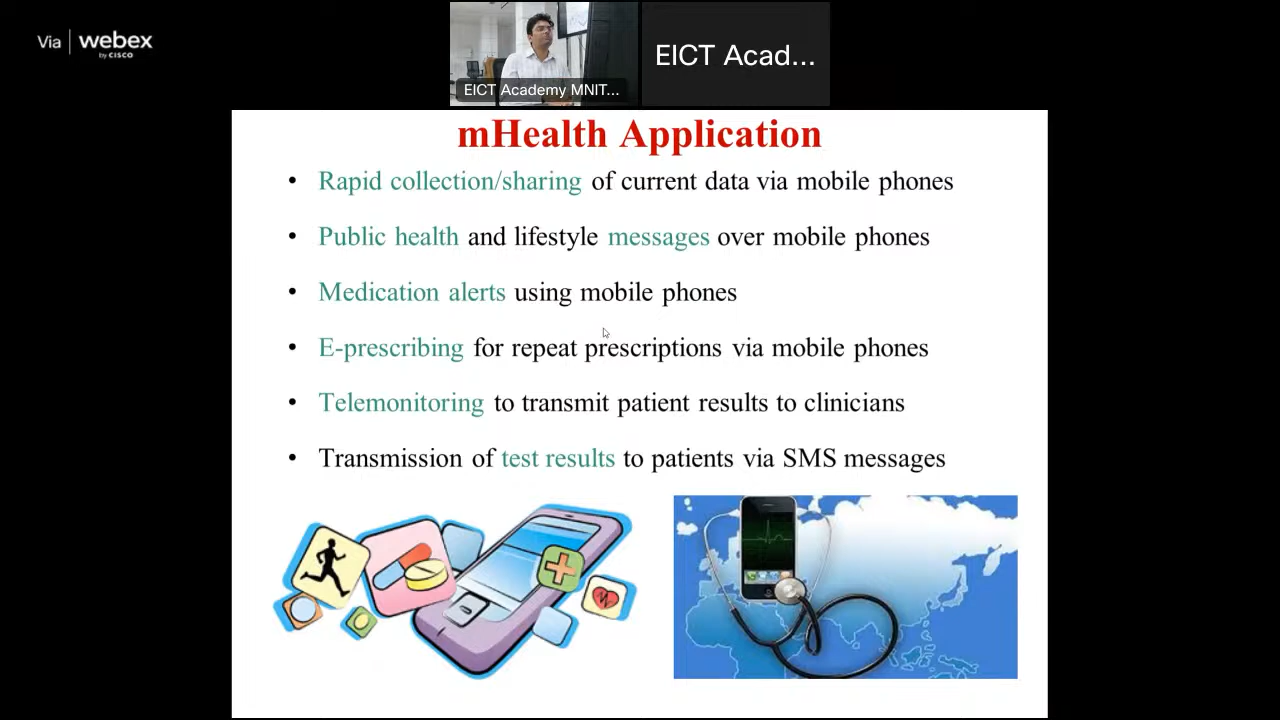 Via webex
by CISCO
EICT Academy MNIT...
EICT Acad...
mHealth Application
• Rapid collection/sharing of current data via mobile phones
• Public health and lifestyle messages over mobile phones
• Medication alerts using mobile phones
• E-prescribing for repeat prescriptions via mobile phones
• Telemonitoring to transmit patient results to clinicians
• Transmission of test results to patients via SMS messages